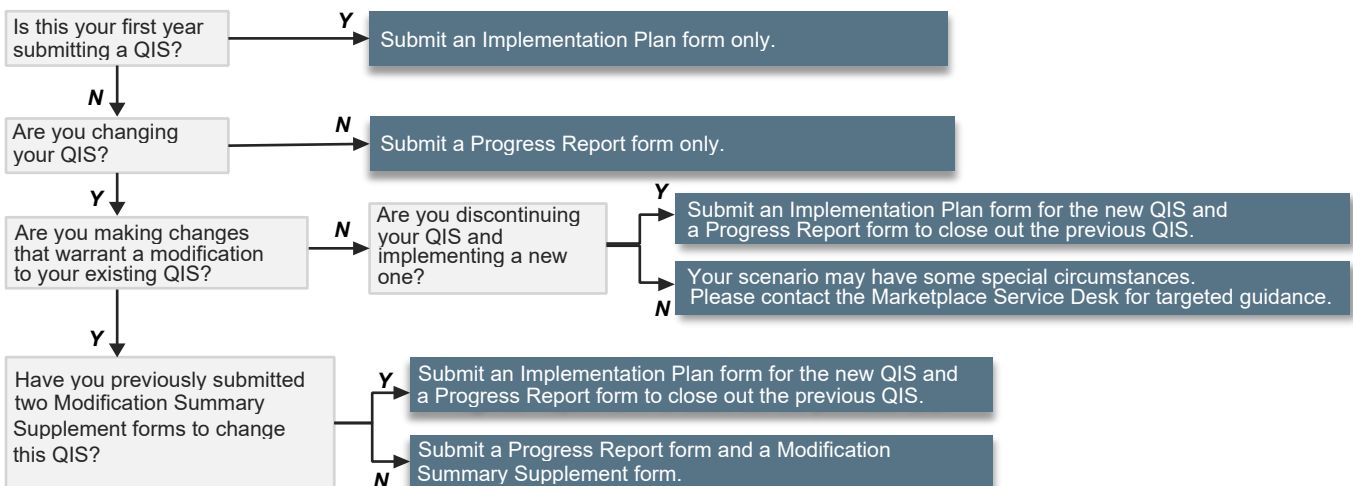 Is this your first year
submitting a QIS?
Y
Submit an Implementation Plan form only.
N
Are you changing
your QIS?
N
Submit a Progress Report form only.
Y
Are you making changes
that warrant a modification
to your existing QIS?
N
Are you discontinuing
your QIS and
implementing a new
one?
Y
Submit an Implementation Plan form for the new QIS and
a Progress Report form to close out the previous QIS.
N
Your scenario may have some special circumstances.
Please contact the Marketplace Service Desk for targeted guidance.
Y
Have you previously submitted
two Modification Summary
Supplement forms to change
this QIS?
Y
Submit an Implementation Plan form for the new QIS and
a Progress Report form to close out the previous QIS.
N
Submit a Progress Report form and a Modification
Summary Supplement form.